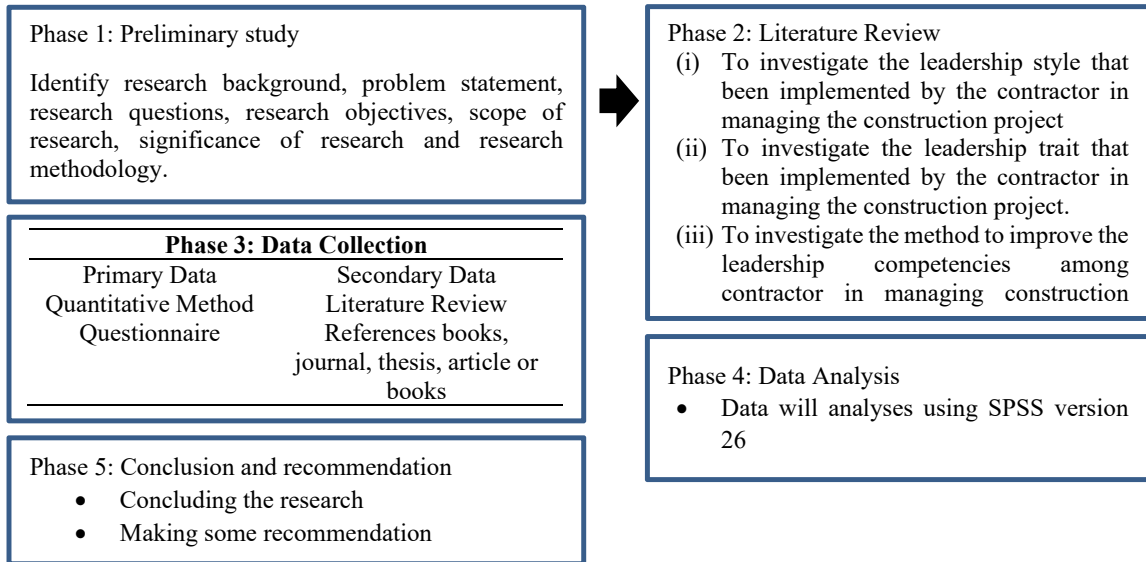 Phase 1: Preliminary study
Identify research background, problem statement,
research questions, research objectives, scope of
research, significance of research and research
methodology.
Phase 2: Literature Review
(i) To investigate the leadership style that
been implemented by the contractor in
managing the construction project
(ii) To investigate the leadership trait that
been implemented by the contractor in
managing the construction project.
(iii) To investigate the method to improve the
leadership competencies among
contractor in managing construction
Phase 3: Data Collection
Primary Data Secondary Data
Quantitative Method Literature Review
Questionnaire References books,
journal, thesis, article or
books
Phase 4: Data Analysis
• Data will analyses using SPSS version
26
Phase 5: Conclusion and recommendation
• Concluding the research
• Making some recommendation